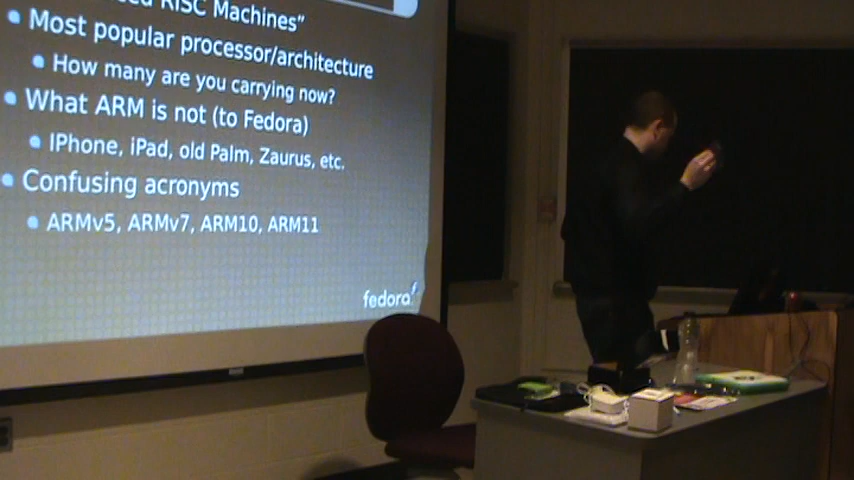 RISC Machines"
Most popular processor/architecture
How many are you carrying now?
What ARM is not (to Fedora)
IPhone, iPad, old Palm, Zaurus, etc.
Confusing acronyms
ARMv5, ARMv7, ARM10, ARM11
fedora